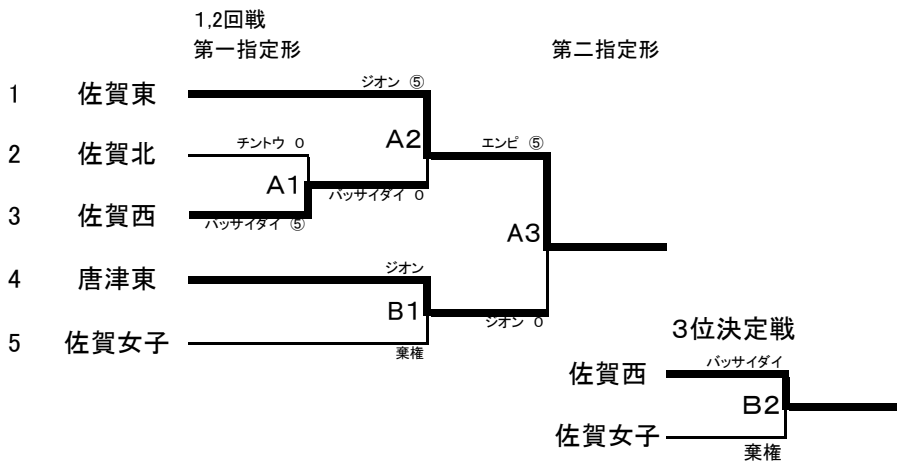 1,2回戦
第一指定形
第二指定形
1 佐賀東
ジオン ⑤
2 佐賀北
チントウ 0
A2
エンピ ⑤
A1
バッサイダイ 0
3 佐賀西
バッサイダイ ⑤
A3
4 唐津東
ジオン
B1
ジオン 0
5 佐賀女子
棄権
3位決定戦
佐賀西
バッサイダイ
B2
佐賀女子
棄権